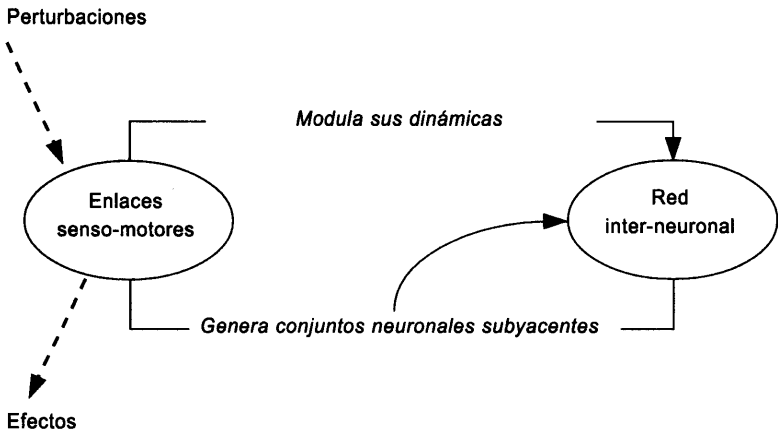 Perturbaciones
Modula sus dinámicas
Enlaces
senso-motores
Red
inter-neuronal
Genera conjuntos neuronales subyacentes
Efectos